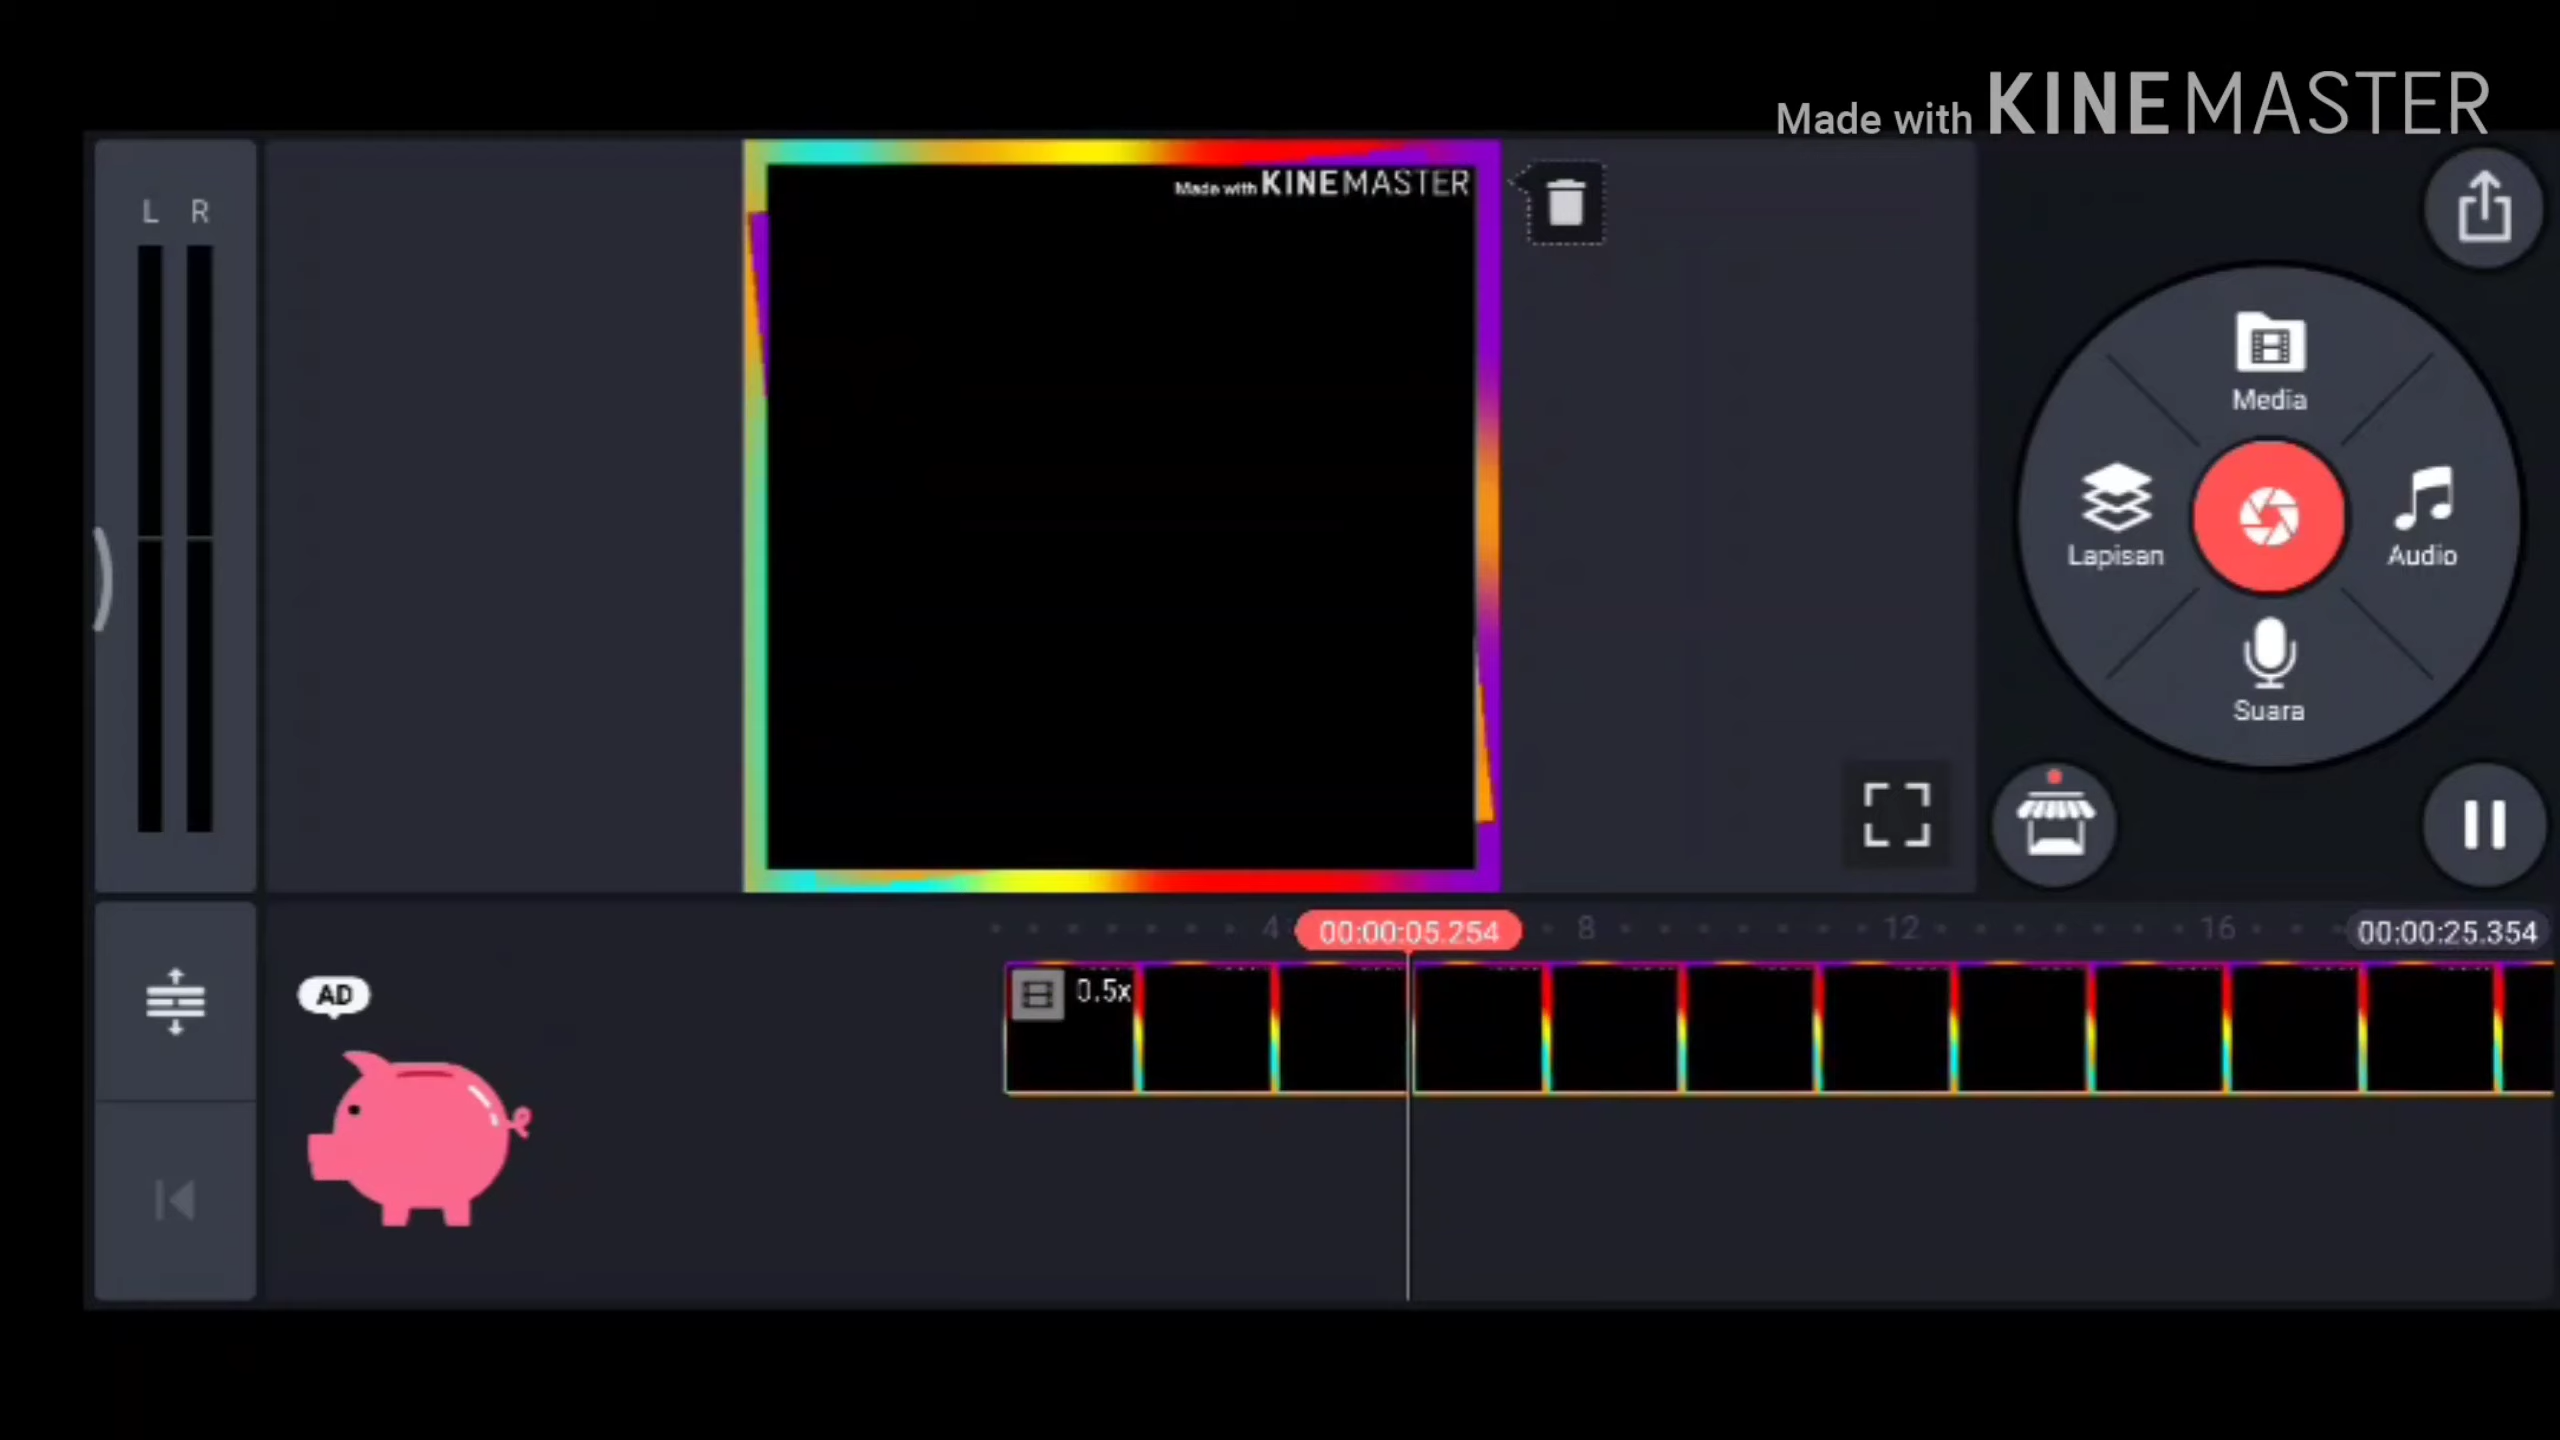 Made with KINEMASTER
L R
Made with KINEMASTER
Media
Lapisan
Audio
Suara
4
00:00:05.254
8
12
16
00:00:25.354
AD
0.5x